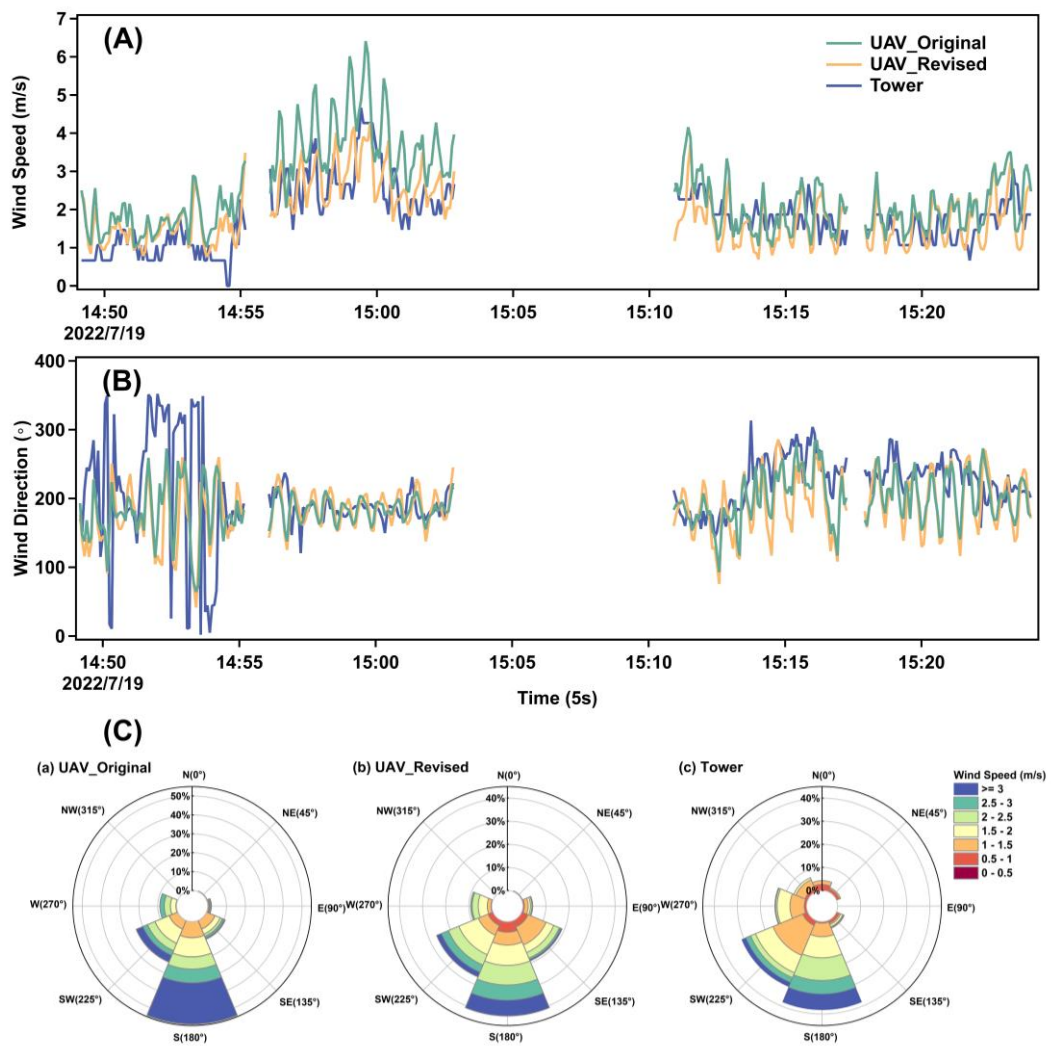 (A)
7
6
5
4
3
2
1
0
Wind Speed (m/s)
UAV_Original
UAV_Revised
Tower
14:50 14:55 15:00 15:05 15:10 15:15 15:20
2022/7/19
(B)
400
300
200
100
0
Wind Direction (○)
14:50 14:55 15:00 15:05 15:10 15:15 15:20
2022/7/19
Time (5s)
(C)
(a) UAV_Original
N(0°)
NE(45°)
E(90°)
SE(135°)
S(180°)
SW(225°)
W(270°)
NW(315°)
50%
40%
30%
20%
10%
0%
(b) UAV_Revised
N(0°)
NE(45°)
E(90°)
SE(135°)
S(180°)
SW(225°)
W(270°)
NW(315°)
40%
30%
20%
10%
0%
(c) Tower
N(0°)
NE(45°)
E(90°)
SE(135°)
S(180°)
SW(225°)
W(270°)
NW(315°)
40%
30%
20%
10%
0%
Wind Speed (m/s)
>= 3
2.5 - 3
2 - 2.5
1.5 - 2
1 - 1.5
0.5 - 1
0 - 0.5